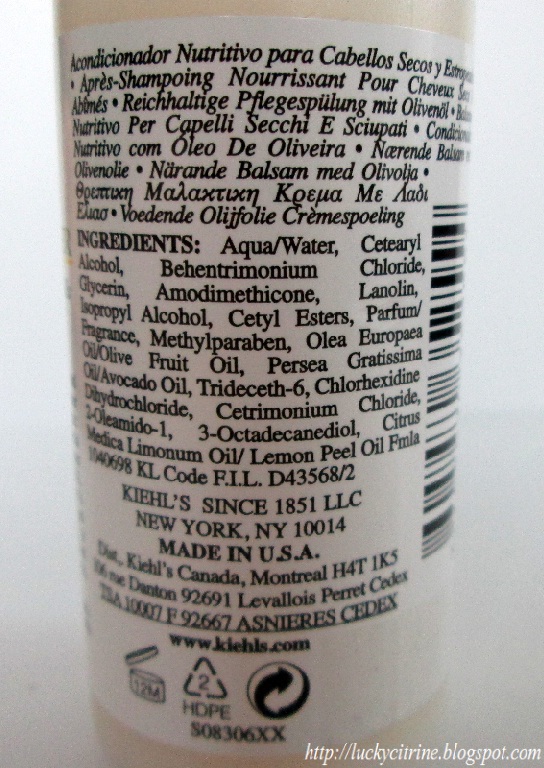 Acondicionador Nutritivo para Cabellos Secos y
• Après-Shampoing Nourrissant Pour Cheveux
Abîmés • Reichhaltige Pflegespülung mit Olivenöl •
Nutritivo Per Capelli Secchi E Sciupati •
Nutritivo com Óleo De Oliveira • Nærende Balsam
Olivenolie • Närande Balsam med Olivolja •
Θρεπτικη Μαλακτικη Κρεμα Με Λαδι
Ελιασ • Voedende Olijfolie Crèmespoeling
INGREDIENTS: Aqua/Water, Cetearyl
Alcohol, Behentrimonium Chloride,
Glycerin, Amodimethicone, Lanolin,
Isopropyl Alcohol, Cetyl Esters, Parfum/
Fragrance, Methylparaben, Olea Europaea
Oil/Olive Fruit Oil, Persea Gratissima
Oil/Avocado Oil, Trideceth-6, Chlorhexidine
Dihydrochloride, Cetrimonium Chloride,
2-Oleamido-1, 3-Octadecanediol, Citrus
Medica Limonum Oil/ Lemon Peel Oil Fmla
1040698 KL Code F.I.L. D43568/2
KIEHL'S SINCE 1851 LLC
NEW YORK, NY 10014
MADE IN U.S.A.
Dist. Kiehl's Canada, Montreal H4T 1K5
rue Danton 92691 Levallois Perret Cedex
TSA 10007 F 92667 ASNIERES CEDEX
www.kiehls.com
12M
2
HDPE
S08306XX
http://luckycitrine.blogspot.com